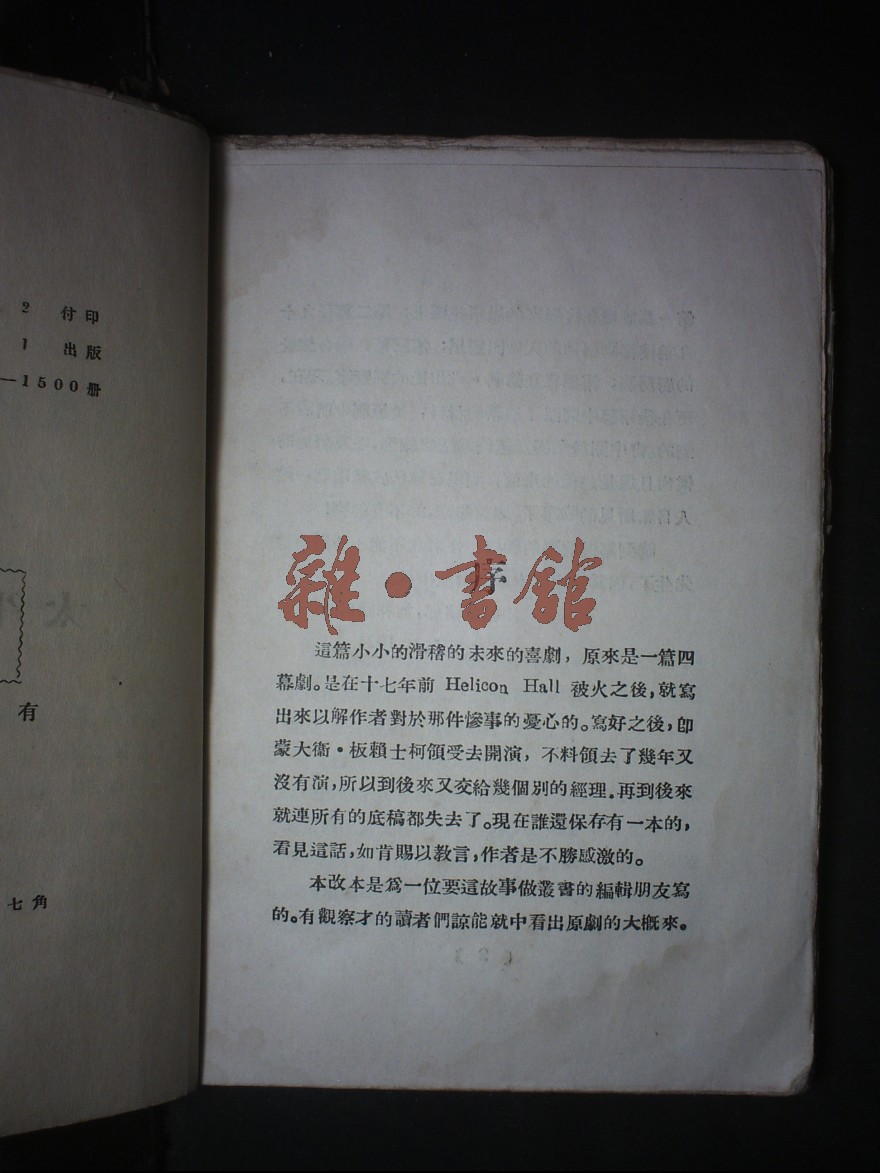 2 付印
1 出版
—1500册
有
七角
雜·書館
序
這篇小小的滑稽的未來的喜劇，原來是一篇四
幕劇。是在十七年前 Helicon Hall 被火之後，就寫
出來以解作者對於那件慘事的憂心的。寫好之後，卽
蒙大衛·板賴士柯領受去開演，不料領去了幾年又
沒有演，所以到後來又交給幾個別的經理．再到後來
就連所有的底稿都失去了。現在誰還保存有一本的，
看見這話，如肯賜以敎言，作者是不勝感激的。
本改本是爲一位要這故事做叢書的編輯朋友寫
的。有觀察才的讀者們諒能就中看出原劇的大概來。